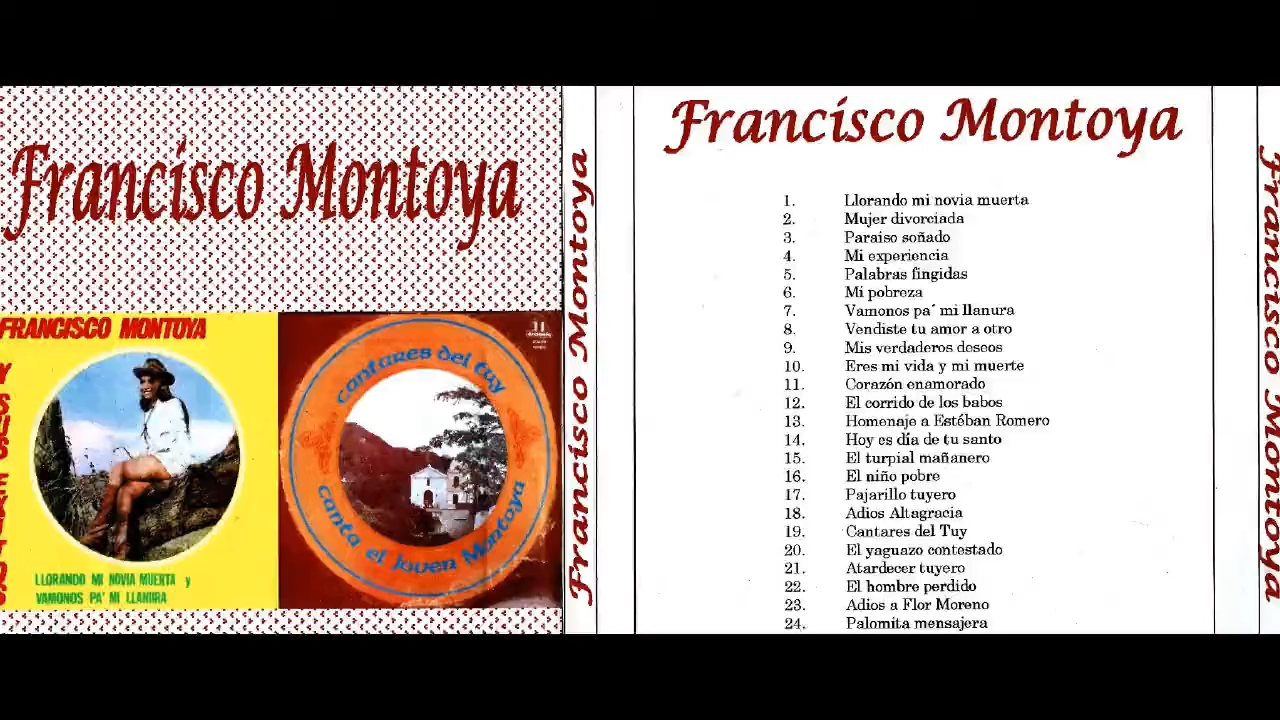 Francisco Montoya
FRANCISCO MONTOYA
Y SUS EXITOS
LLORANDO MI NOVIA MUERTA y
VAMONOS PA' MI LLANURA
cantares del tuy
canta el joven Montoya
Francisco Montoya
Francisco Montoya
1. Llorando mi novia muerta
2. Mujer divorciada
3. Paraiso soñado
4. Mi experiencia
5. Palabras fingidas
6. Mi pobreza
7. Vamonos pa´ mi llanura
8. Vendiste tu amor a otro
9. Mis verdaderos deseos
10. Eres mi vida y mi muerte
11. Corazón enamorado
12. El corrido de los babos
13. Homenaje a Estéban Romero
14. Hoy es día de tu santo
15. El turpial mañanero
16. El niño pobre
17. Pajarillo tuyero
18. Adios Altagracia
19. Cantares del Tuy
20. El yaguazo contestado
21. Atardecer tuyero
22. El hombre perdido
23. Adios a Flor Moreno
24. Palomita mensajera
Francisco Montoya